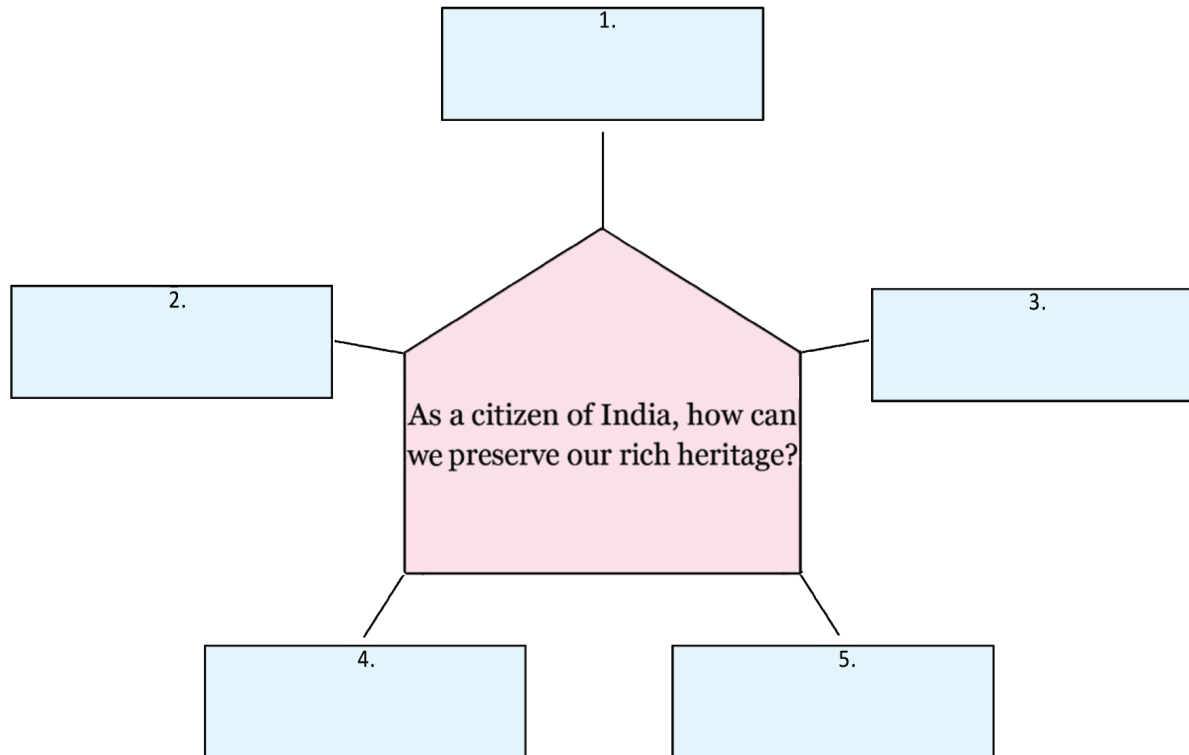 1.
2.
3.
As a citizen of India, how can
we preserve our rich heritage?
4.
5.